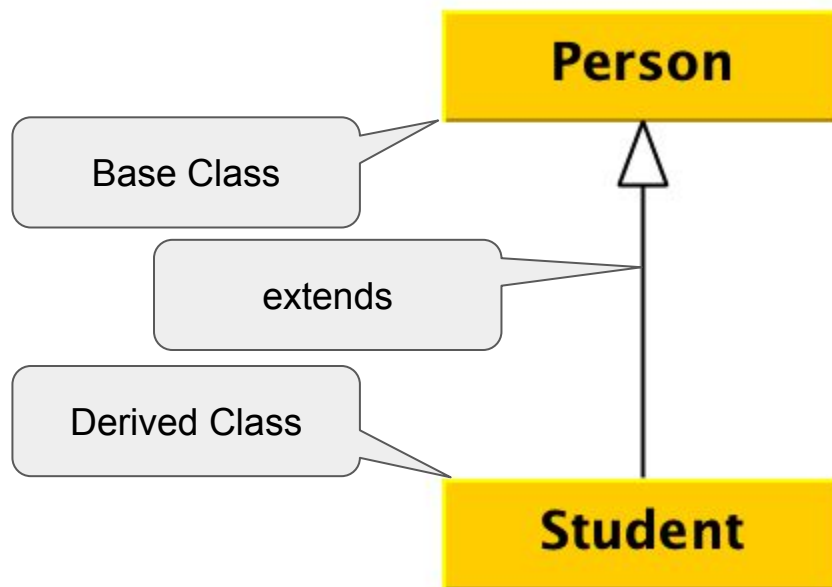 Person
Base Class
extends
Derived Class
Student